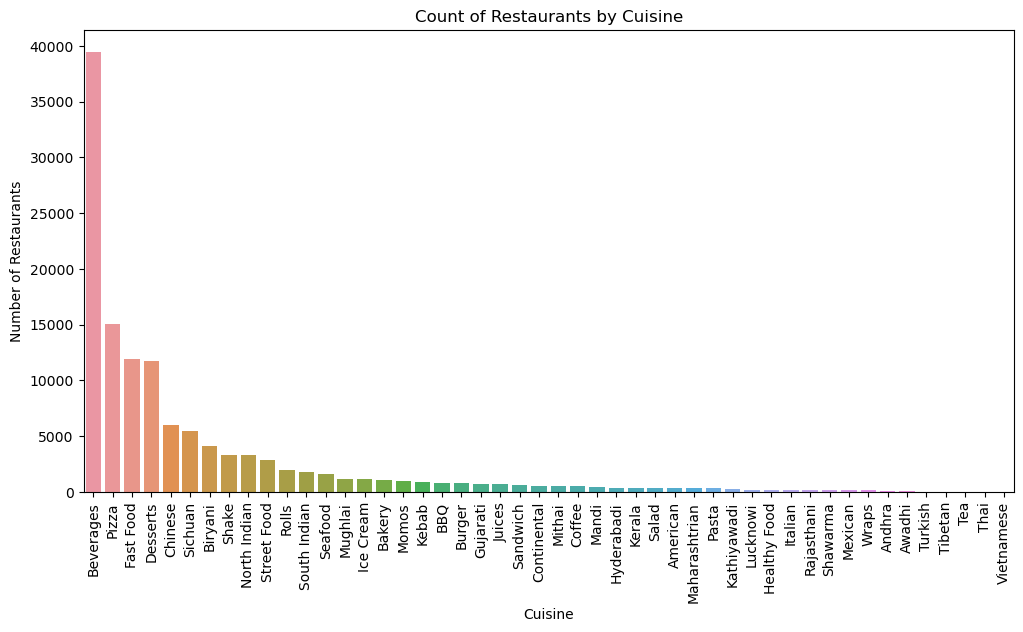 Count of Restaurants by Cuisine
Number of Restaurants
40000
35000
30000
25000
20000
15000
10000
5000
0
Beverages
Pizza
Fast Food
Desserts
Chinese
Sichuan
Biryani
Shake
North Indian
Street Food
Rolls
South Indian
Seafood
Mughlai
Ice Cream
Bakery
Momos
Kebab
BBQ
Burger
Gujarati
Juices
Sandwich
Continental
Mithai
Coffee
Mandi
Hyderabadi
Kerala
Salad
American
Maharashtrian
Pasta
Kathiyawadi
Lucknowi
Healthy Food
Italian
Rajasthani
Shawarma
Mexican
Wraps
Andhra
Awadhi
Turkish
Tibetan
Tea
Thai
Vietnamese
Cuisine